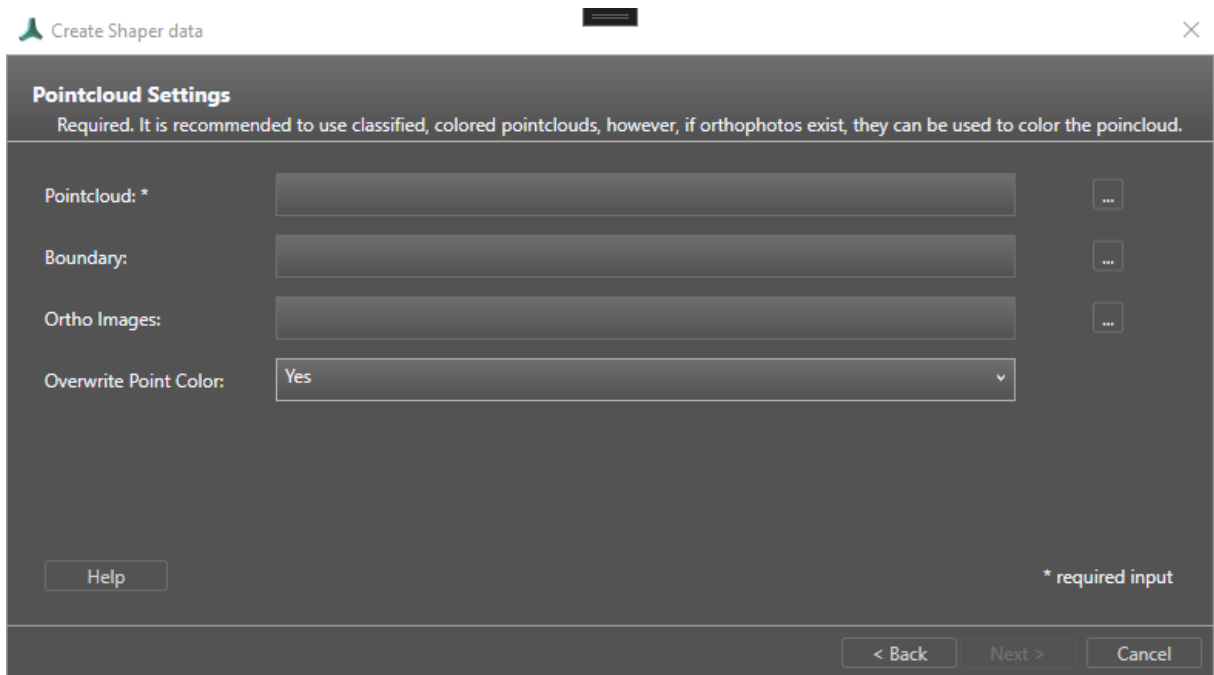 Create Shaper data
Pointcloud Settings
Required. It is recommended to use classified, colored pointclouds, however, if orthophotos exist, they can be used to color the poincloud.
Pointcloud: *
...
Boundary:
...
Ortho Images:
...
Overwrite Point Color:
Yes
Help
* required input
< Back
Next >
Cancel